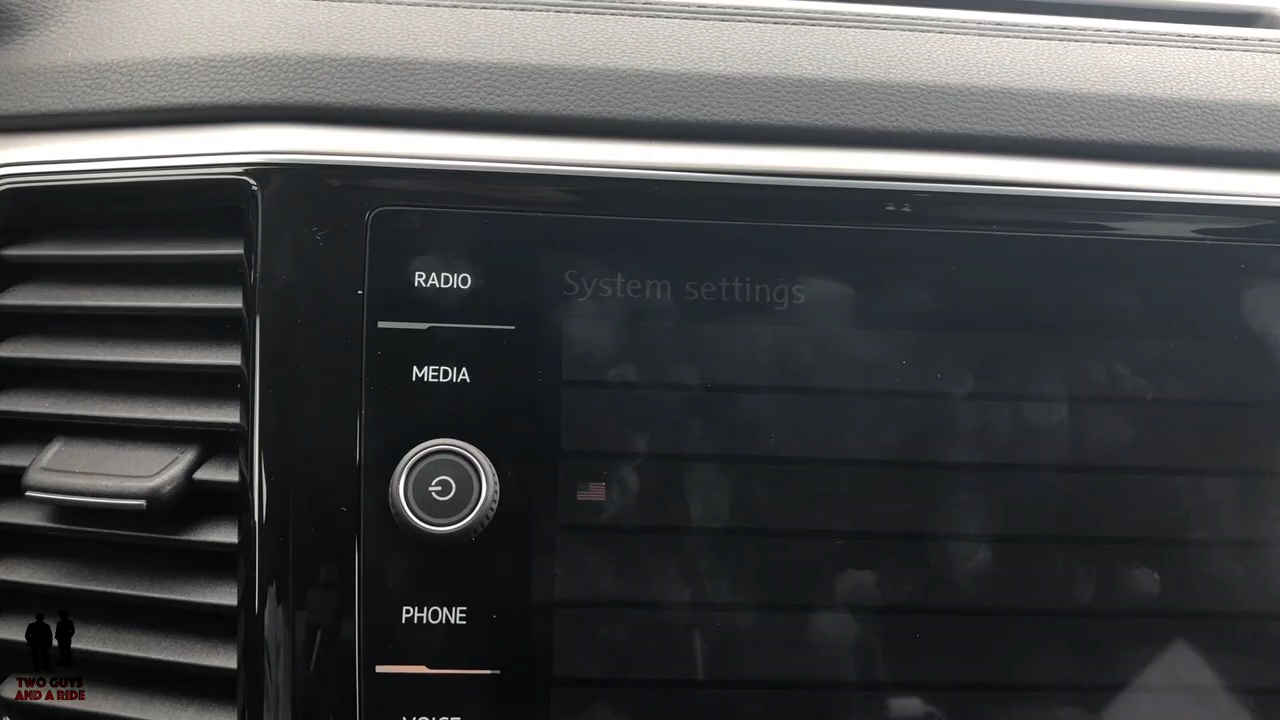 RADIO
System settings
MEDIA
PHONE
VOICE
TWO GUYS
AND A RIDE